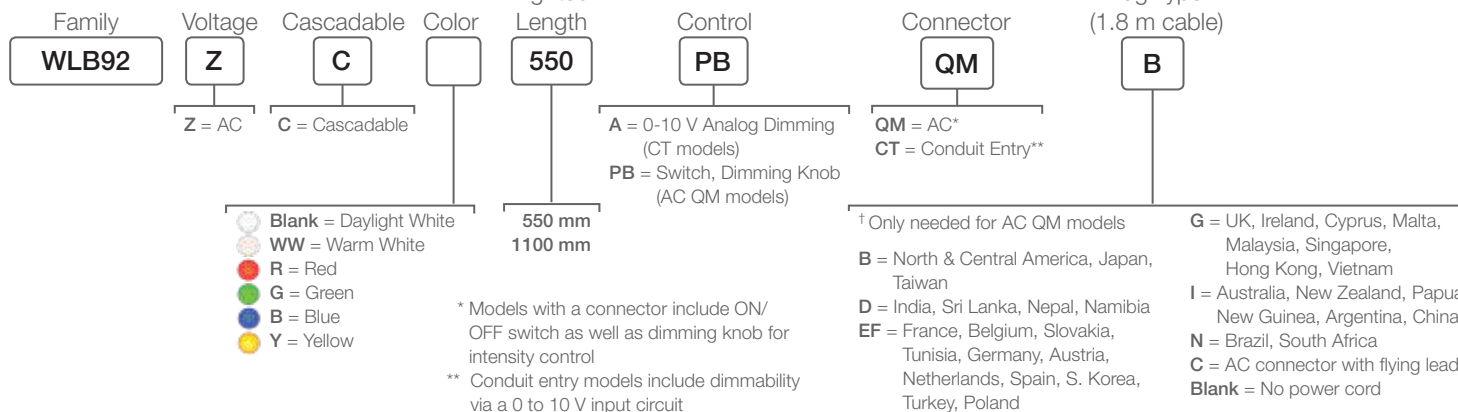 Family
Voltage
Cascadable
Color
Length
Control
Connector
(1.8 m cable)
WLB92
Z
C
550
PB
QM
B
Z = AC
C = Cascadable
Blank = Daylight White
WW = Warm White
R = Red
G = Green
B = Blue
Y = Yellow
550 mm
1100 mm
A = 0-10 V Analog Dimming
(CT models)
PB = Switch, Dimming Knob
(AC QM models)
QM = AC*
CT = Conduit Entry**
* Models with a connector include ON/
OFF switch as well as dimming knob for
intensity control
** Conduit entry models include dimmability
via a 0 to 10 V input circuit
† Only needed for AC QM models
B = North & Central America, Japan,
Taiwan
D = India, Sri Lanka, Nepal, Namibia
EF = France, Belgium, Slovakia,
Tunisia, Germany, Austria,
Netherlands, Spain, S. Korea,
Turkey, Poland
G = UK, Ireland, Cyprus, Malta,
Malaysia, Singapore,
Hong Kong, Vietnam
I = Australia, New Zealand, Papua
New Guinea, Argentina, China
N = Brazil, South Africa
C = AC connector with flying lead
Blank = No power cord